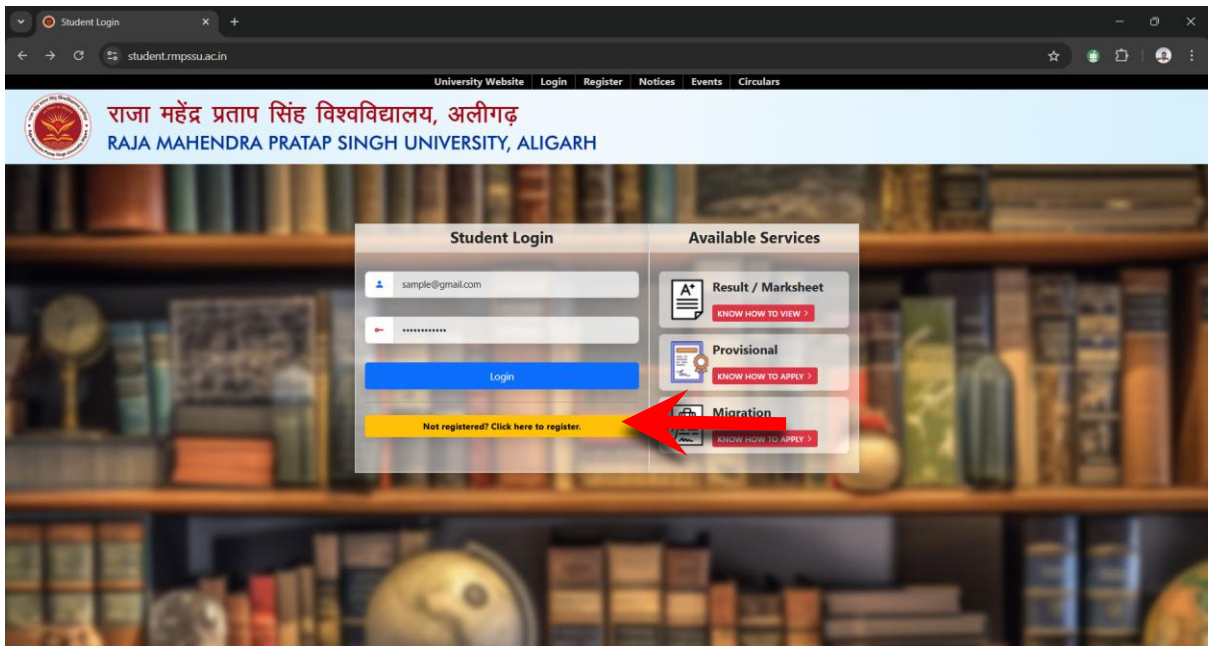 Student Login
student.rmpssu.ac.in
University Website Login Register Notices Events Circulars
राजा महेंद्र प्रताप सिंह विश्वविद्यालय, अलीगढ़
RAJA MAHENDRA PRATAP SINGH UNIVERSITY, ALIGARH
Student Login
sample@gmail.com
••••••••••••
Login
Not registered? Click here to register.
Available Services
A+
Result / Marksheet
KNOW HOW TO VIEW >
Provisional
KNOW HOW TO APPLY >
Migration
KNOW HOW TO APPLY >